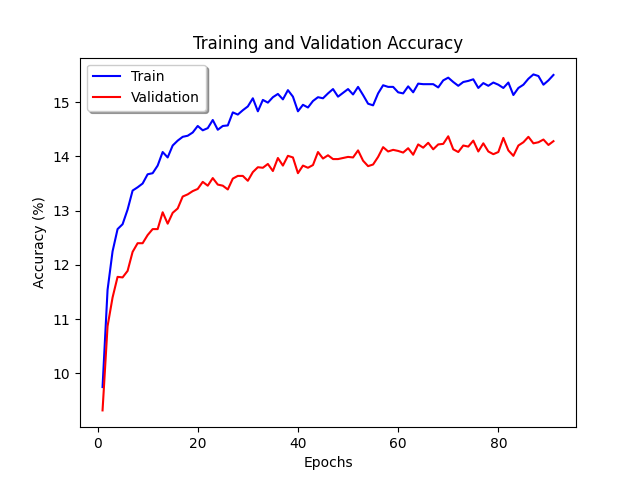 Training and Validation Accuracy
Train
Validation
Accuracy (%)
15
14
13
12
11
10
0 20 40 60 80
Epochs